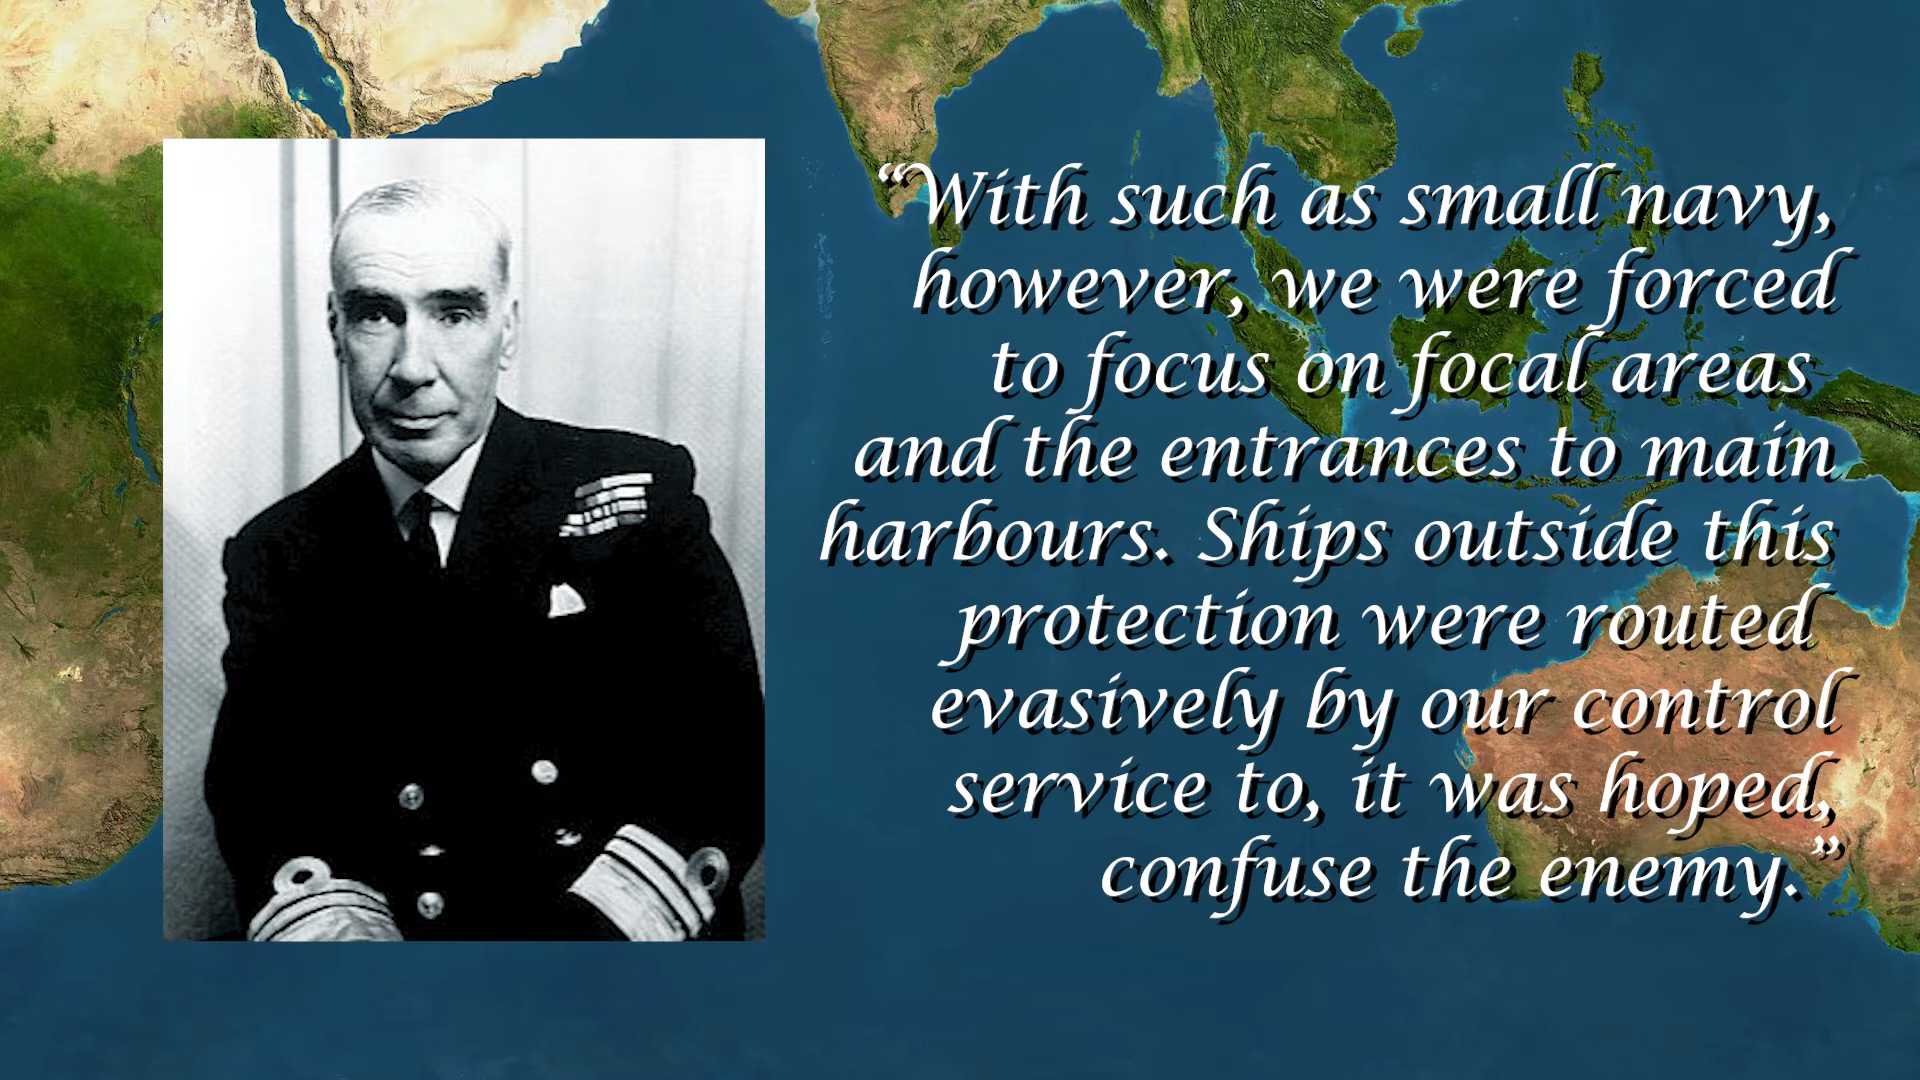 “With such as small navy,
however, we were forced
to focus on focal areas
and the entrances to main
harbours. Ships outside this
protection were routed
evasively by our control
service to, it was hoped,
confuse the enemy.”